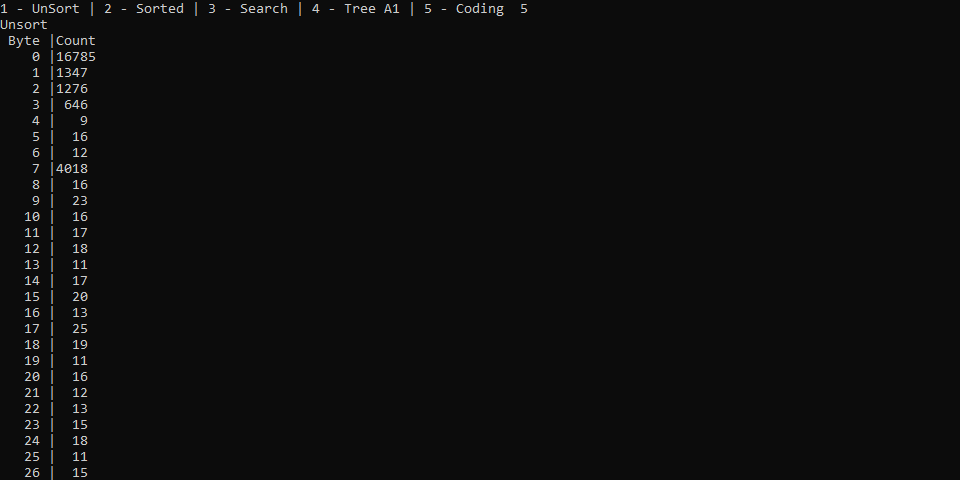 1 - UnSort | 2 - Sorted | 3 - Search | 4 - Tree A1 | 5 - Coding  5
Unsort
 Byte |Count
    0 |16785
    1 |1347
    2 |1276
    3 | 646
    4 |   9
    5 |  16
    6 |  12
    7 |4018
    8 |  16
    9 |  23
   10 |  16
   11 |  17
   12 |  18
   13 |  11
   14 |  17
   15 |  20
   16 |  13
   17 |  25
   18 |  19
   19 |  11
   20 |  16
   21 |  12
   22 |  13
   23 |  15
   24 |  18
   25 |  11
   26 |  15